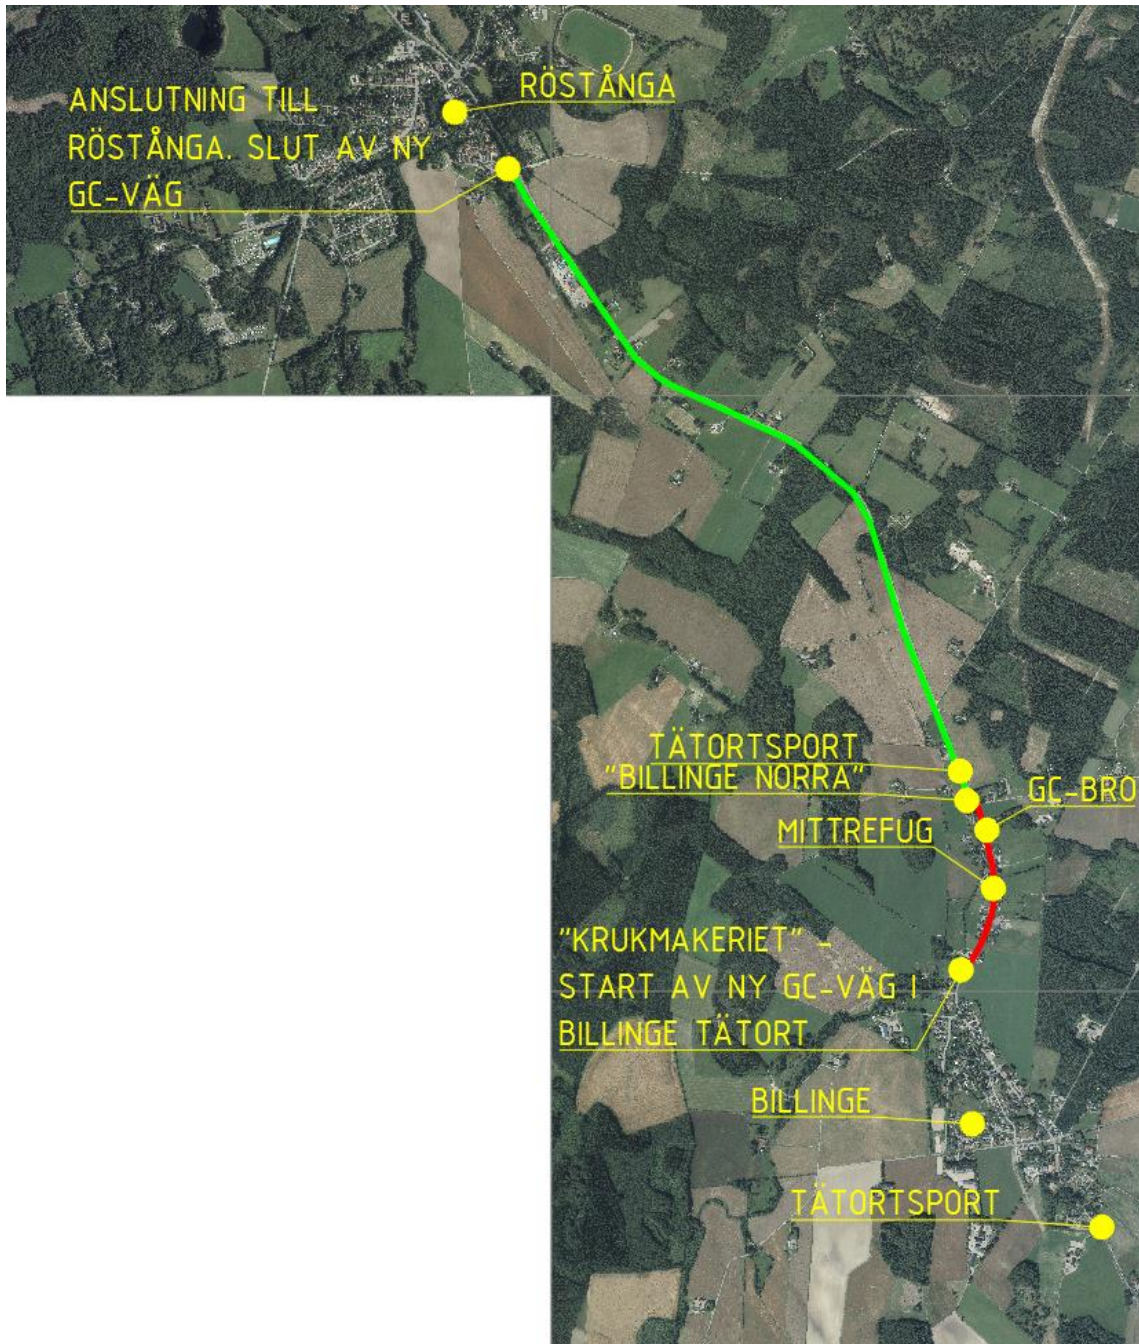 RÖSTÅNGA
ANSLUTNING TILL
RÖSTÅNGA. SLUT AV NY
GC-VÄG
TÄTORTSPORT
"BILLINGE NORRA"
GC-BRO
MITTREFUG
"KRUKMAKERIET" -
START AV NY GC-VÄG I
BILLINGE TÄTORT
BILLINGE
TÄTORTSPORT